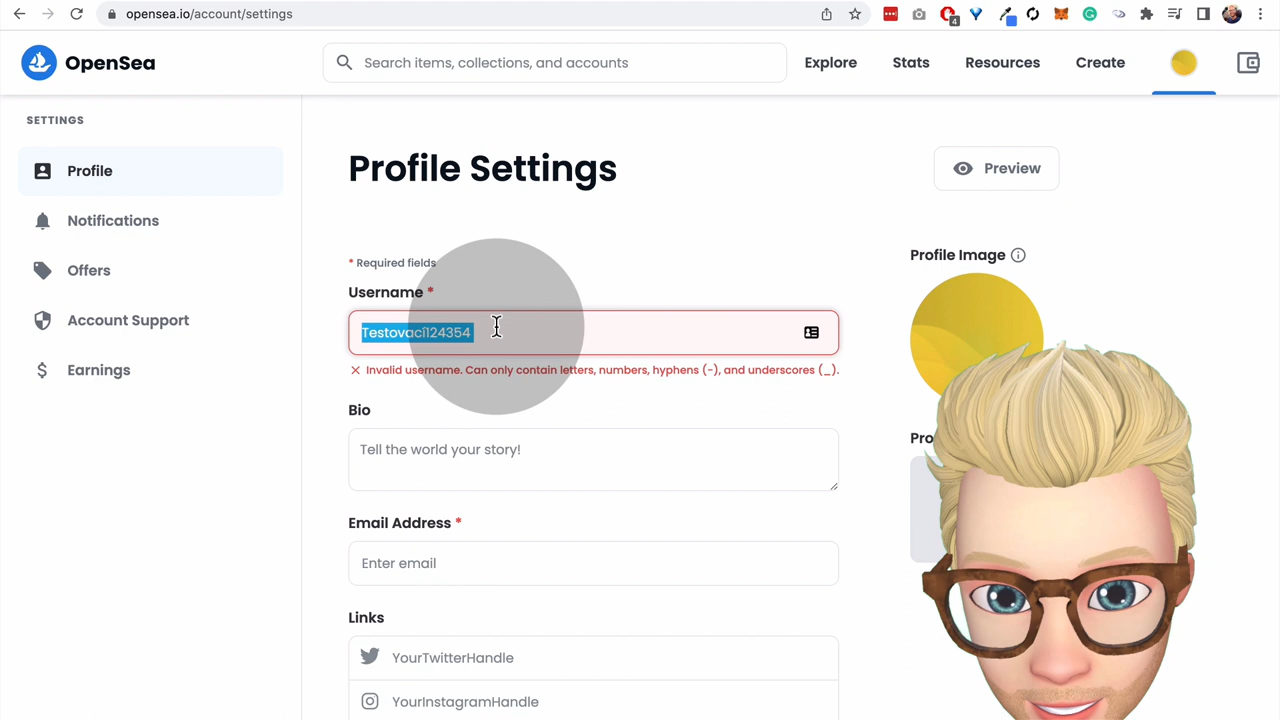 opensea.io/account/settings
4
OpenSea
Search items, collections, and accounts
Explore
Stats
Resources
Create
SETTINGS
Profile
Notifications
Offers
Account Support
Earnings
Profile Settings
Preview
* Required fields
Username *
Testovací124354
Invalid username. Can only contain letters, numbers, hyphens (-), and underscores (_).
Bio
Tell the world your story!
Email Address *
Enter email
Links
YourTwitterHandle
YourInstagramHandle
Profile Image
Pro